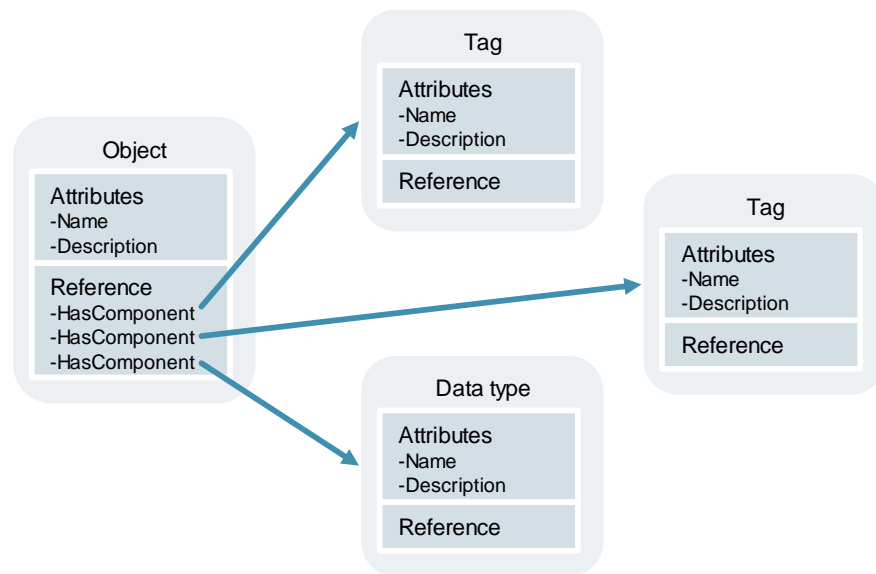 Object
Attributes
-Name
-Description
Reference
-HasComponent
-HasComponent
-HasComponent
Tag
Attributes
-Name
-Description
Reference
Tag
Attributes
-Name
-Description
Reference
Data type
Attributes
-Name
-Description
Reference